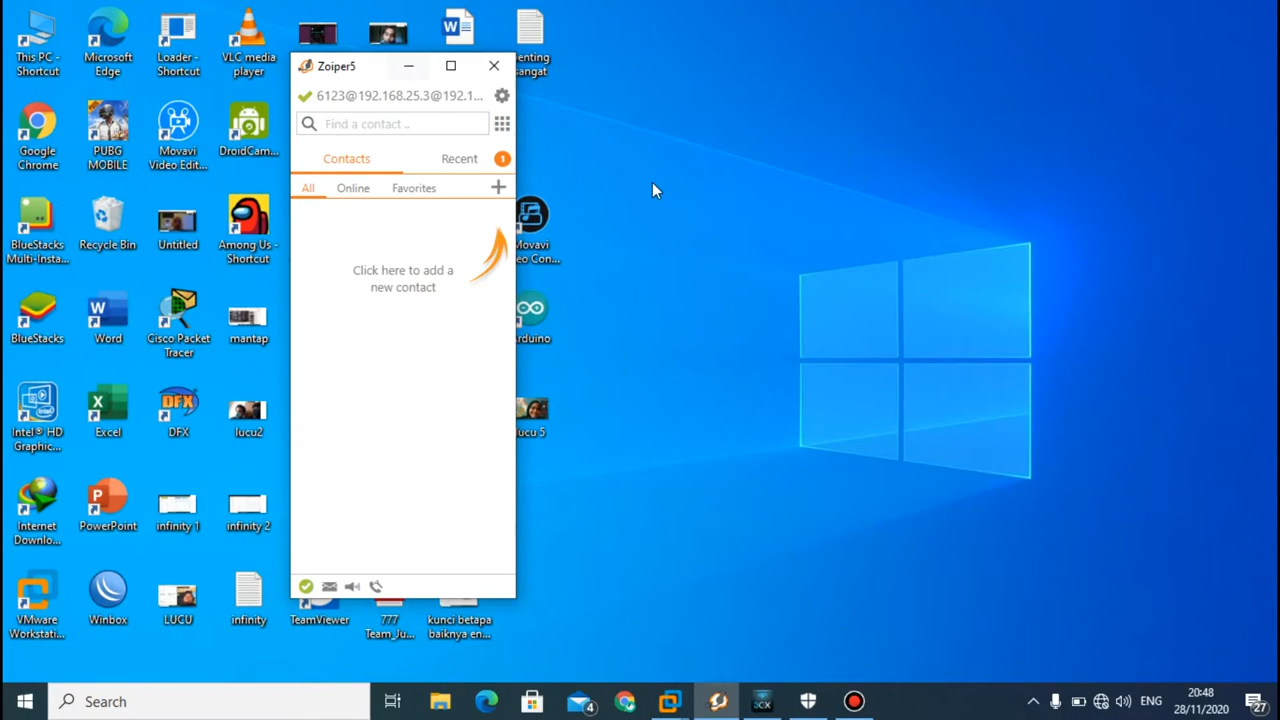 This PC -
Shortcut
Microsoft
Edge
Loader -
Shortcut
VLC media
player
sangat
Google
Chrome
PUBG
MOBILE
Movavi
Video Edit...
DroidCam...
BlueStacks
Multi-Insta...
Recycle Bin
Untitled
Among Us -
Shortcut
BlueStacks
Word
Cisco Packet
Tracer
mantap
Intel® HD
Graphic...
Excel
DFX
lucu2
Internet
Downlo...
PowerPoint
infinity 1
infinity 2
VMware
Workstati...
Winbox
LUCU
infinity
TeamViewer
777
Team_Ju...
kunci betapa
baiknya en...
Zoiper5
6123@192.168.25.3@192.1...
Find a contact ..
Contacts
Recent
1
All
Online
Favorites
Click here to add a
new contact
Search
4
3CX
ENG
20:48
28/11/2020
27